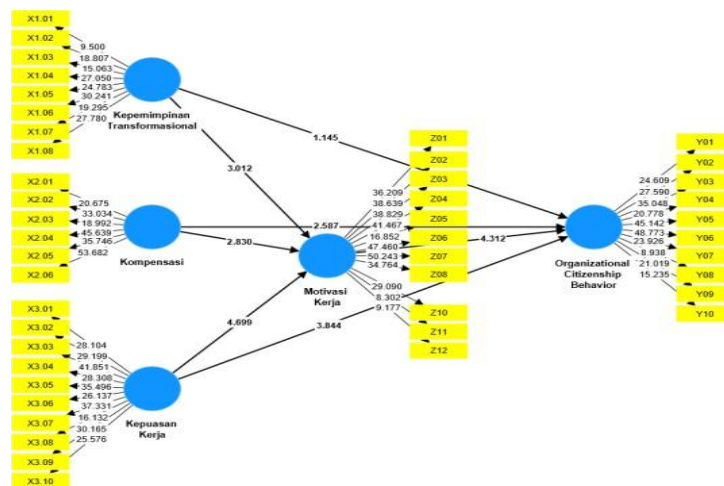 X1.01
X1.02
X1.03
X1.04
X1.05
X1.06
X1.07
X1.08
9.500
18.807
15.063
27.050
24.783
30.241
19.295
27.780
Kepemimpinan
Transformasional
1.145
3.012
X2.01
X2.02
X2.03
X2.04
X2.05
X2.06
20.675
33.034
18.992
45.639
35.746
53.682
Kompensasi
2.587
2.830
X3.01
X3.02
X3.03
X3.04
X3.05
X3.06
X3.07
X3.08
X3.09
X3.10
28.104
29.199
41.851
28.308
35.496
26.137
37.331
16.132
30.165
25.576
Kepuasan
Kerja
4.699
3.844
Motivasi
Kerja
4.312
36.209
38.639
38.829
41.467
16.852
47.460
50.243
34.764
29.090
8.302
9.177
Z01
Z02
Z03
Z04
Z05
Z06
Z07
Z08
Z10
Z11
Z12
Organizational
Citizenship
Behavior
24.609
27.590
35.048
20.778
45.142
48.773
23.926
8.938
21.019
15.235
Y01
Y02
Y03
Y04
Y05
Y06
Y07
Y08
Y09
Y10